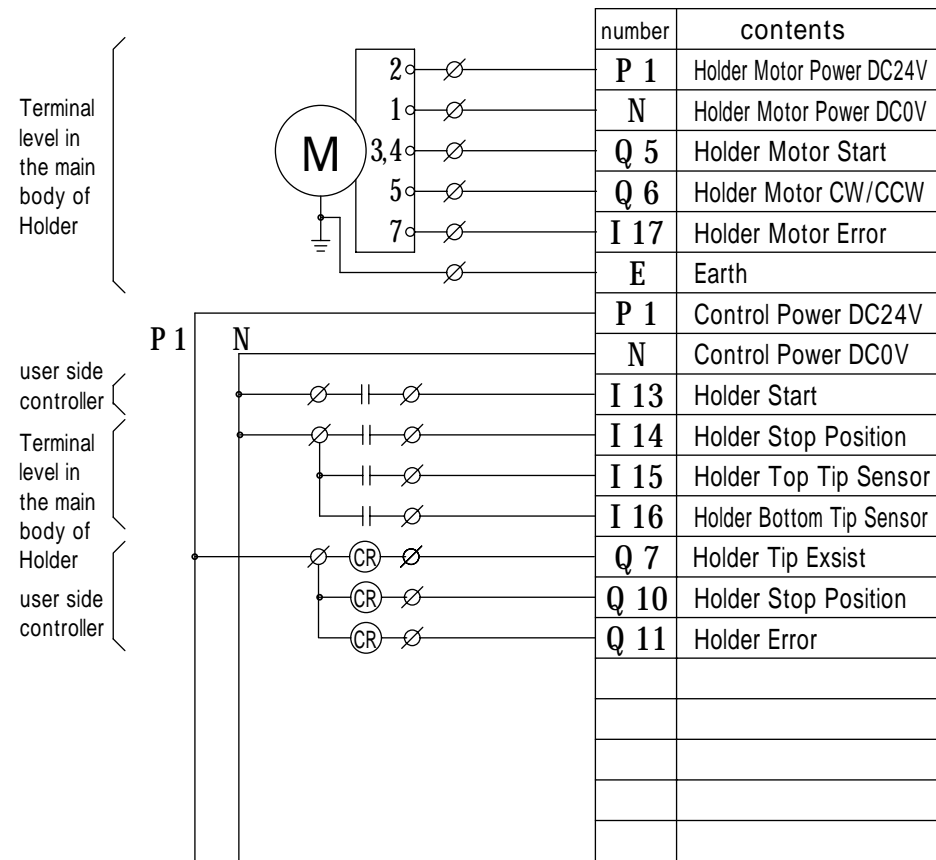 number contents
2 P 1 Holder Motor Power DC24V
1 N Holder Motor Power DC0V
M 3,4 Q 5 Holder Motor Start
5 Q 6 Holder Motor CW/CCW
7 I 17 Holder Motor Error
E Earth
Terminal
level in
the main
body of
Holder
P 1 Control Power DC24V
P 1 N
N Control Power DC0V
user side
controller
I 13 Holder Start
I 14 Holder Stop Position
I 15 Holder Top Tip Sensor
I 16 Holder Bottom Tip Sensor
Terminal
level in
the main
body of
Holder
CR Q 7 Holder Tip Exsist
CR Q 10 Holder Stop Position
CR Q 11 Holder Error
user side
controller